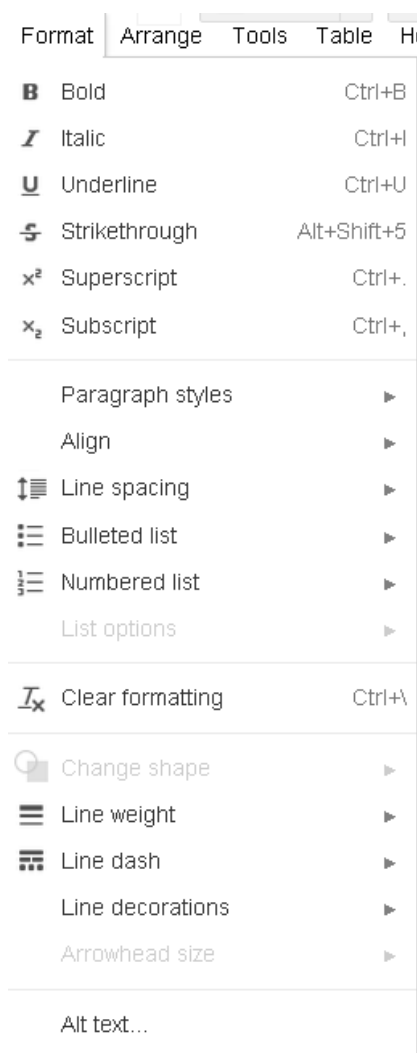 Format Arrange Tools Table
Bold Ctrl+B
Italic Ctrl+I
Underline Ctrl+U
Strikethrough Alt+Shift+5
Superscript Ctrl+.
Subscript Ctrl+,
Paragraph styles
Align
Line spacing
Bulleted list
Numbered list
List options
Clear formatting Ctrl+\
Change shape
Line weight
Line dash
Line decorations
Arrowhead size
Alt text...